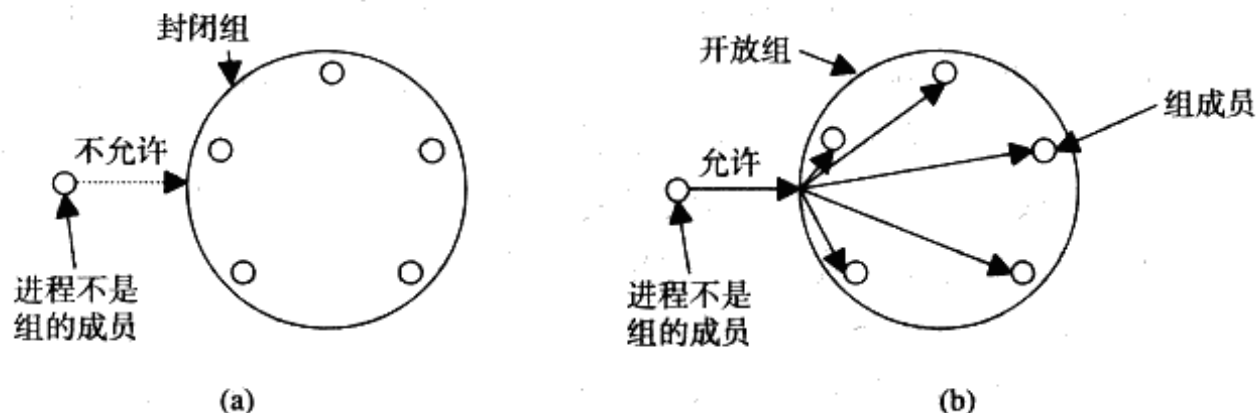 封闭组
不允许
进程不是
组的成员
(a)
开放组
组成员
允许
进程不是
组的成员
(b)